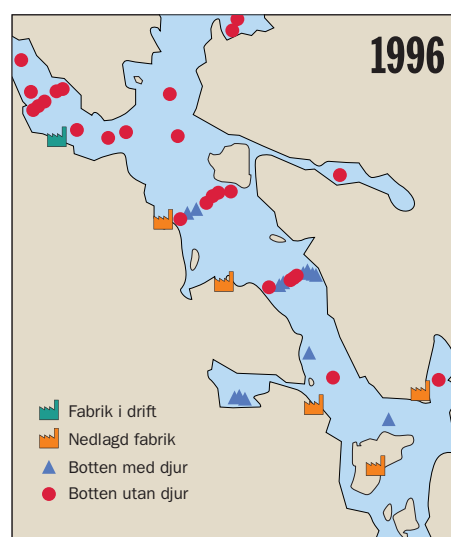 1996
Fabrik i drift
Nedlagd fabrik
Botten med djur
Botten utan djur